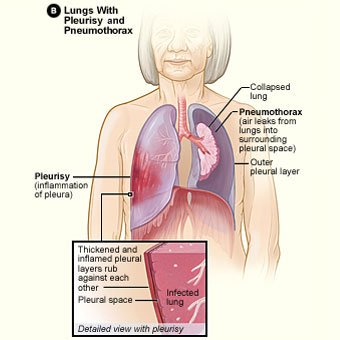 B Lungs With
Pleurisy and
Pneumothorax
Collapsed
lung
Pneumothorax
(air leaks from
lungs into
surrounding
pleural space)
Outer
pleural layer
Pleurisy
(inflammation
of pleura)
Thickened and
inflamed pleural
layers rub
against each
other
Pleural space
Infected
lung
Detailed view with pleurisy